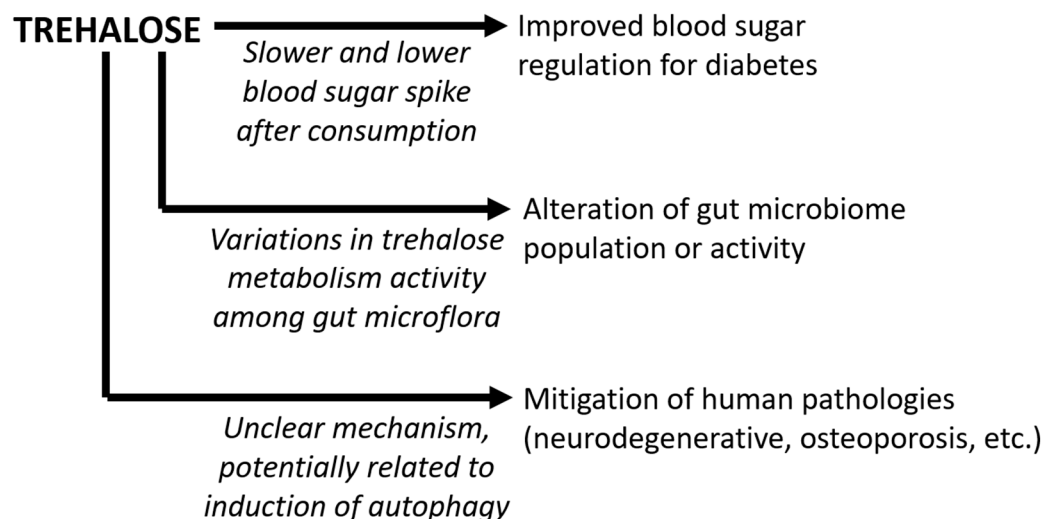 TREHALOSE
Slower and lower
blood sugar spike
after consumption
Improved blood sugar
regulation for diabetes
Variations in trehalose
metabolism activity
among gut microflora
Alteration of gut microbiome
population or activity
Unclear mechanism,
potentially related to
induction of autophagy
Mitigation of human pathologies
(neurodegenerative, osteoporosis, etc.)